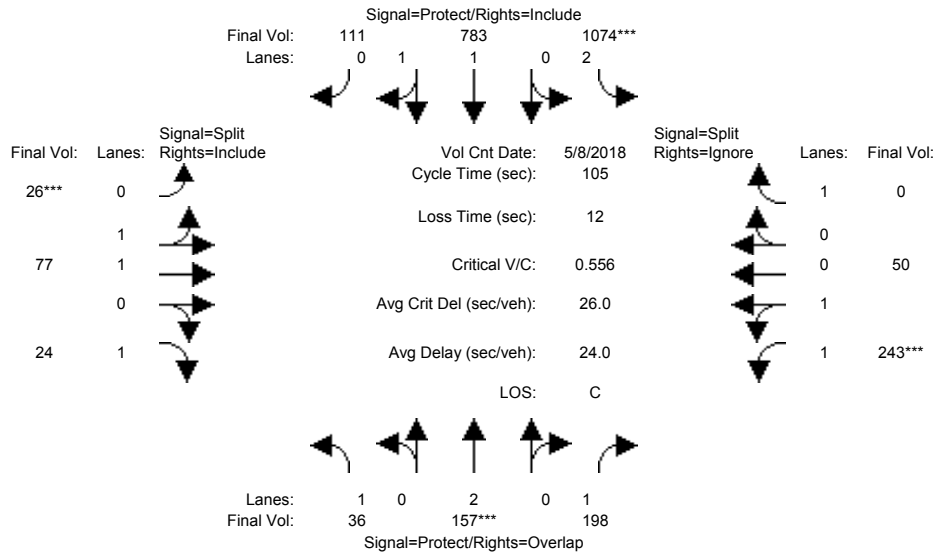 Signal=Protect/Rights=Include
Final Vol: 111 783 1074***
Lanes: 0 1 1 0 2
Signal=Split Signal=Split
Final Vol: Lanes: Rights=Include Vol Cnt Date: 5/8/2018 Rights=Ignore Lanes: Final Vol:
Cycle Time (sec): 105
26*** 0 1 0
Loss Time (sec): 12
1 0
77 1 Critical V/C: 0.556 0 50
0 Avg Crit Del (sec/veh): 26.0 1
24 1 Avg Delay (sec/veh): 24.0 1 243***
LOS: C
Lanes: 1 0 2 0 1
Final Vol: 36 157*** 198
Signal=Protect/Rights=Overlap